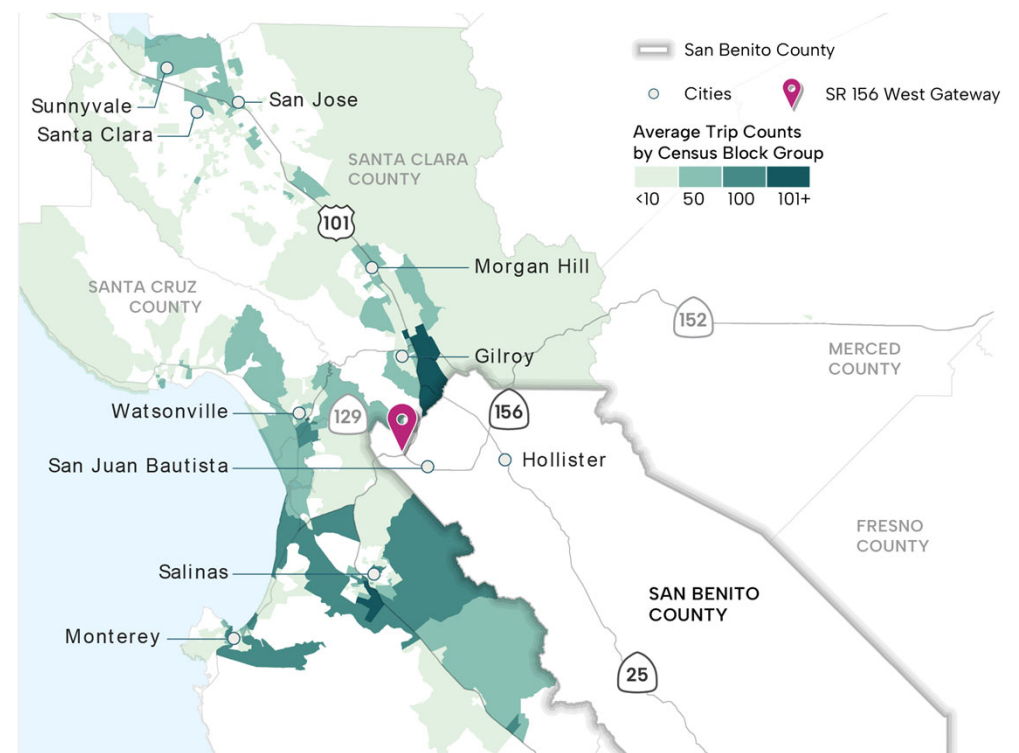 San Benito County
Cities
SR 156 West Gateway
Average Trip Counts
by Census Block Group
<10 50 100 101+
Sunnyvale
San Jose
Santa Clara
SANTA CLARA
COUNTY
101
Morgan Hill
SANTA CRUZ
COUNTY
152
MERCED
COUNTY
Gilroy
Watsonville
129
156
San Juan Bautista
Hollister
FRESNO
COUNTY
Salinas
SAN BENITO
COUNTY
Monterey
25